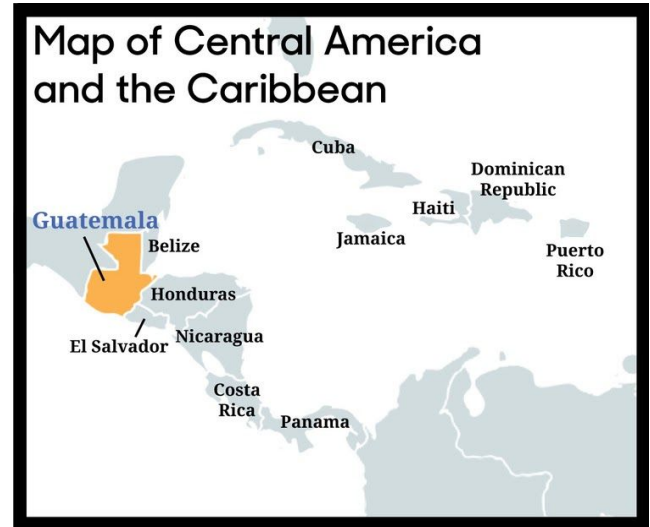 Map of Central America
and the Caribbean
Cuba
Dominican
Republic
Haiti
Jamaica
Puerto
Rico
Guatemala
Belize
Honduras
El Salvador
Nicaragua
Costa
Rica
Panama